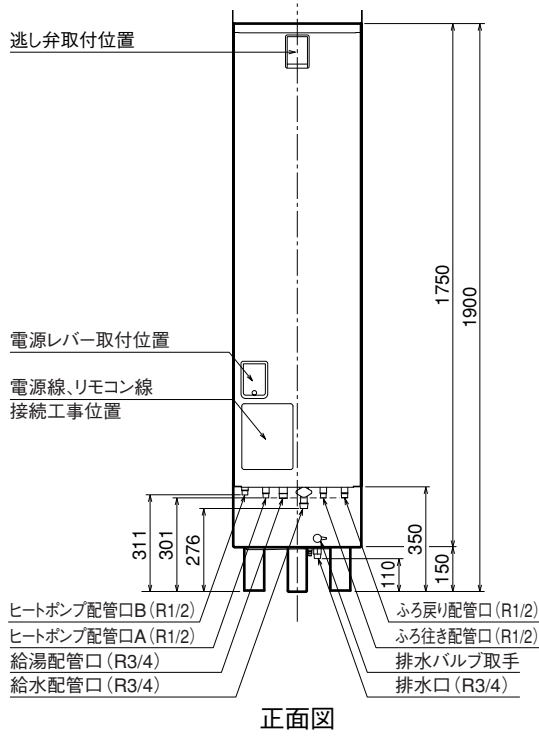 逃し弁取付位置
1750
1900
電源レバー取付位置
電源線、リモコン線
接続工事位置
311
301
276
350
150
110
ヒートポンプ配管口B（R1/2）
ヒートポンプ配管口A（R1/2）
給湯配管口（R3/4）
給水配管口（R3/4）
ふろ戻り配管口（R1/2）
ふろ往き配管口（R1/2）
排水バルブ取手
排水口（R3/4）
正面図